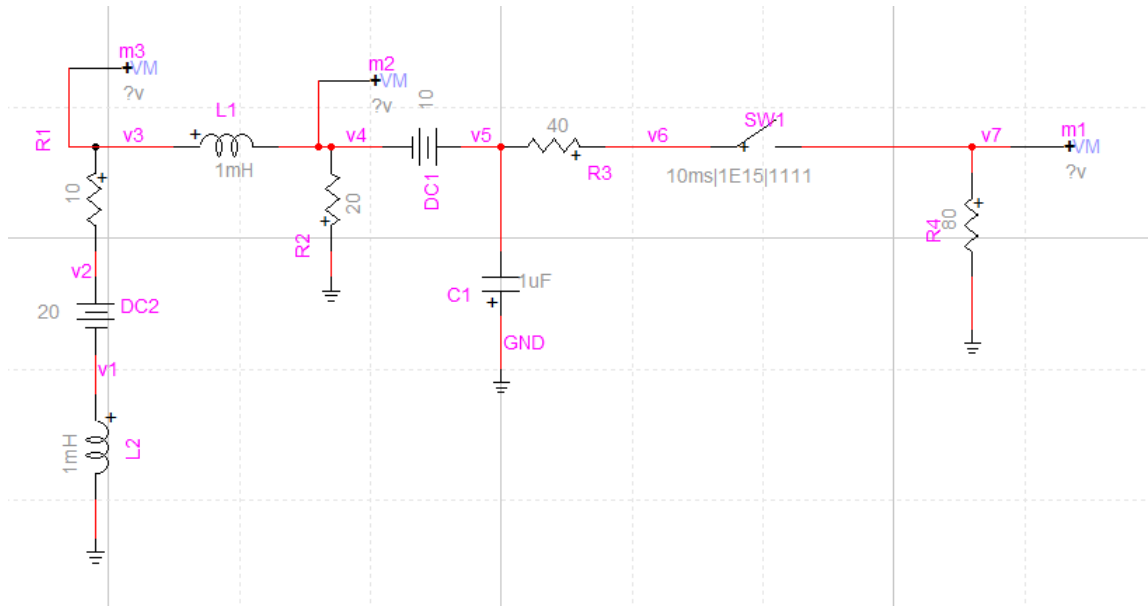 m3
+VM
?v
m2
+VM
?v
R1
v3
+
L1
1mH
v4
10
DC1
v5
40
+
R3
v6
SW1
+
10ms|1E15|1111
v7
m1
+VM
?v
10
+
20
+
R2
R4
80
+
v2
20
DC2
C1
1uF
+
GND
v1
+
1mH
L2